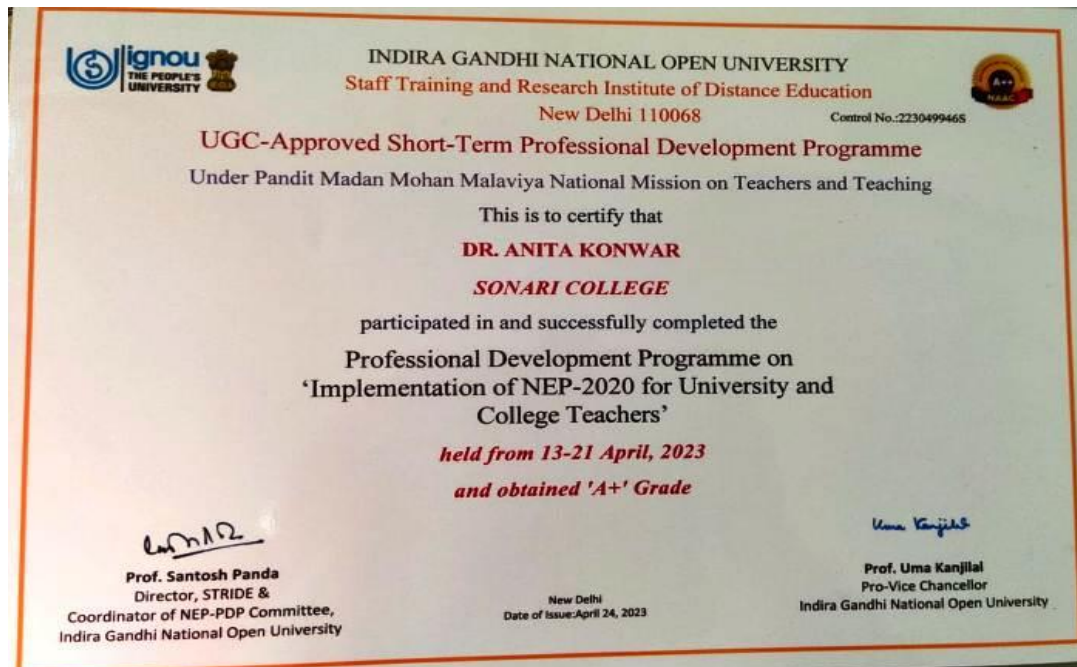 ignou
THE PEOPLE'S
UNIVERSITY
INDIRA GANDHI NATIONAL OPEN UNIVERSITY
Staff Training and Research Institute of Distance Education
New Delhi 110068
Control No.:2230499465
A++
NAAC
UGC-Approved Short-Term Professional Development Programme
Under Pandit Madan Mohan Malaviya National Mission on Teachers and Teaching
This is to certify that
DR. ANITA KONWAR
SONARI COLLEGE
participated in and successfully completed the
Professional Development Programme on
‘Implementation of NEP-2020 for University and
College Teachers’
held from 13-21 April, 2023
and obtained 'A+' Grade
Prof. Santosh Panda
Director, STRIDE &
Coordinator of NEP-PDP Committee,
Indira Gandhi National Open University
New Delhi
Date of Issue:April 24, 2023
Uma Kanjilal
Prof. Uma Kanjilal
Pro-Vice Chancellor
Indira Gandhi National Open University